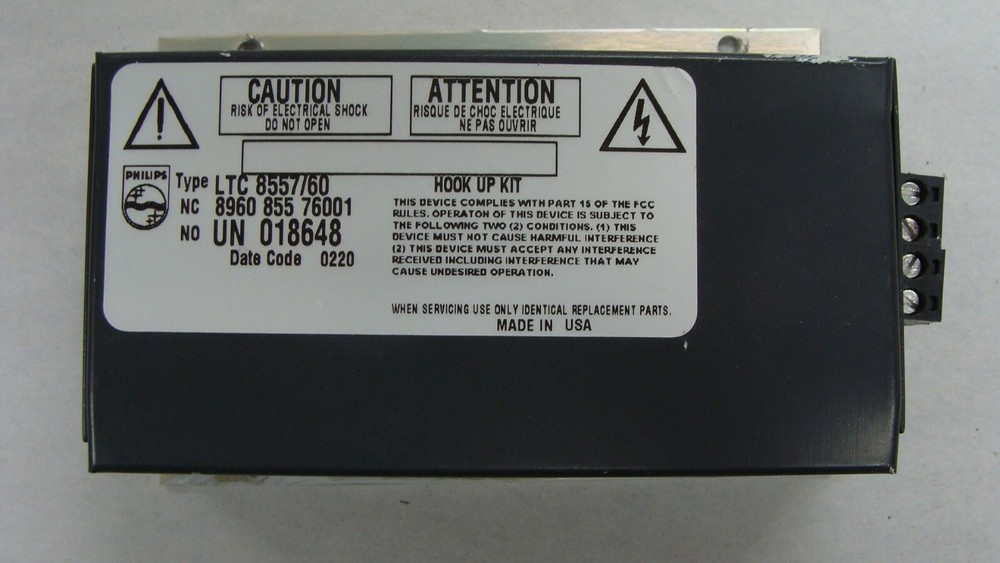 CAUTION
RISK OF ELECTRICAL SHOCK
DO NOT OPEN
ATTENTION
RISQUE DE CHOC ELECTRIQUE
NE PAS OUVRIR
PHILIPS
Type LTC 8557/60
NC 8960 855 76001
NO UN 018648
Date Code 0220
HOOK UP KIT
THIS DEVICE COMPLIES WITH PART 15 OF THE FCC
RULES. OPERATON OF THIS DEVICE IS SUBJECT TO
THE FOLLOWING TWO (2) CONDITIONS. (1) THIS
DEVICE MUST NOT CAUSE HARMFUL INTERFERENCE
(2) THIS DEVICE MUST ACCEPT ANY INTERFERENCE
RECEIVED INCLUDING INTERFERENCE THAT MAY
CAUSE UNDESIRED OPERATION.
WHEN SERVICING USE ONLY IDENTICAL REPLACEMENT PARTS.
MADE IN USA